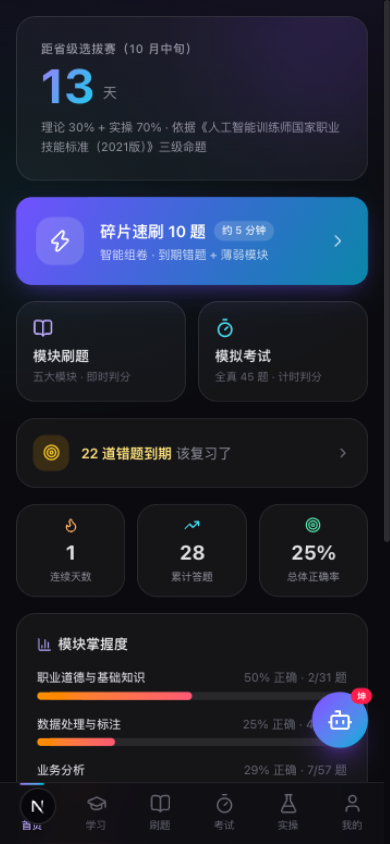 距省级选拔赛（10 月中旬）
13 天
理论 30% + 实操 70% · 依据《人工智能训练师国家职业
技能标准（2021版）》三级命题
碎片速刷 10 题 约 5 分钟
智能组卷 · 到期错题 + 薄弱模块
模块刷题
五大模块 · 即时判分
模拟考试
全真 45 题 · 计时判分
22 道错题到期 该复习了
1
连续天数
28
累计答题
25%
总体正确率
模块掌握度
职业道德与基础知识 50% 正确 · 2/31 题
坤
数据处理与标注 25% 正确 · 4
业务分析 29% 正确 · 7/57 题
N
首页 学习 刷题 考试 实操 我的